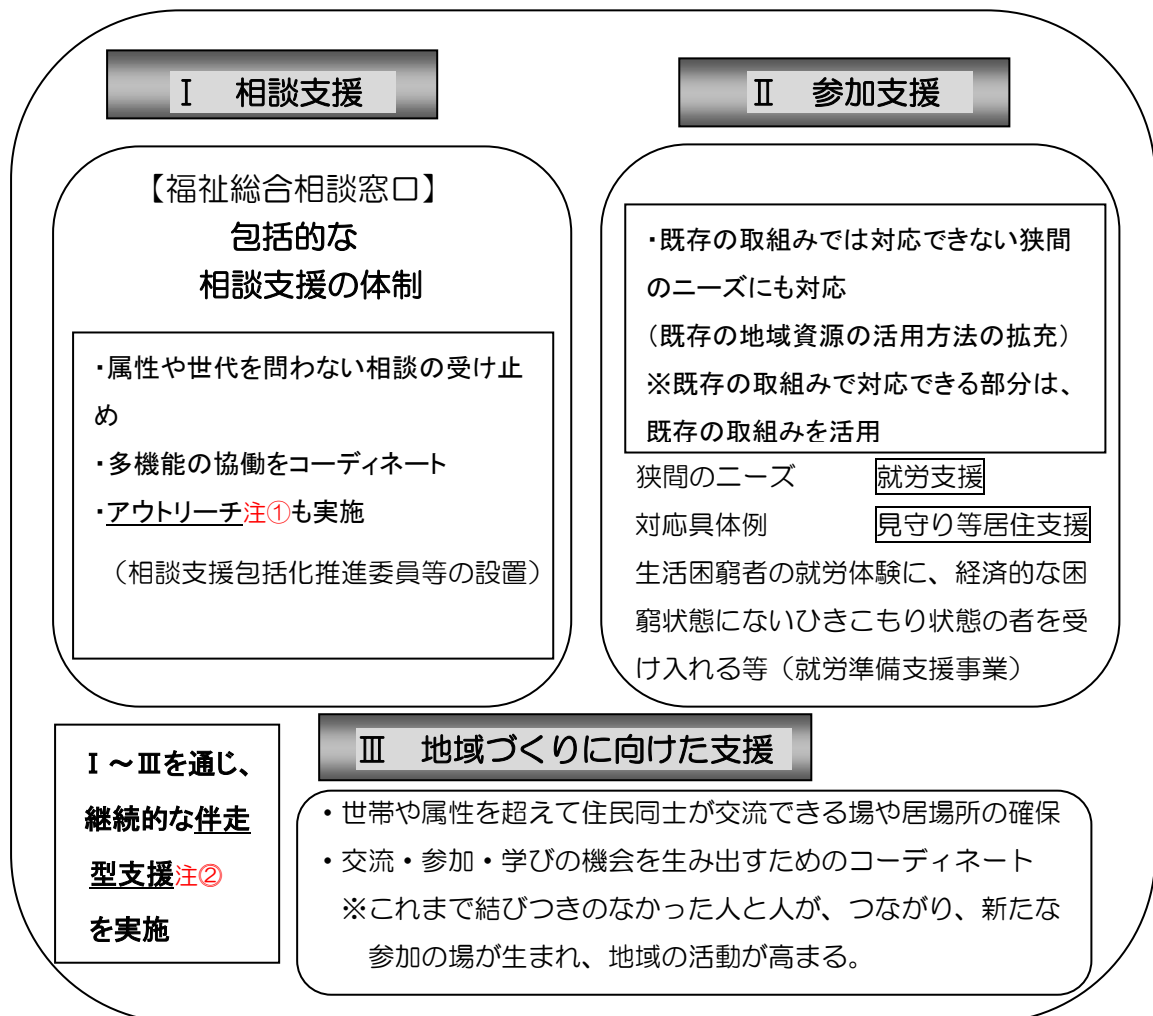 Ⅰ 相談支援
【福祉総合相談窓口】
包括的な
相談支援の体制
・属性や世代を問わない相談の受け止
め
・多機能の協働をコーディネート
・アウトリーチ注①も実施
（相談支援包括化推進委員等の設置）
Ⅱ 参加支援
・既存の取組みでは対応できない狭間
のニーズにも対応
（既存の地域資源の活用方法の拡充）
※既存の取組みで対応できる部分は、
既存の取組みを活用
狭間のニーズ 就労支援
対応具体例 見守り等居住支援
生活困窮者の就労体験に、経済的な困
窮状態にないひきこもり状態の者を受
け入れる等（就労準備支援事業）
Ⅰ～Ⅲを通じ、
継続的な伴走
型支援注②
を実施
Ⅲ 地域づくりに向けた支援
・世帯や属性を超えて住民同士が交流できる場や居場所の確保
・交流・参加・学びの機会を生み出すためのコーディネート
※これまで結びつきのなかった人と人が、つながり、新たな
参加の場が生まれ、地域の活動が高まる。